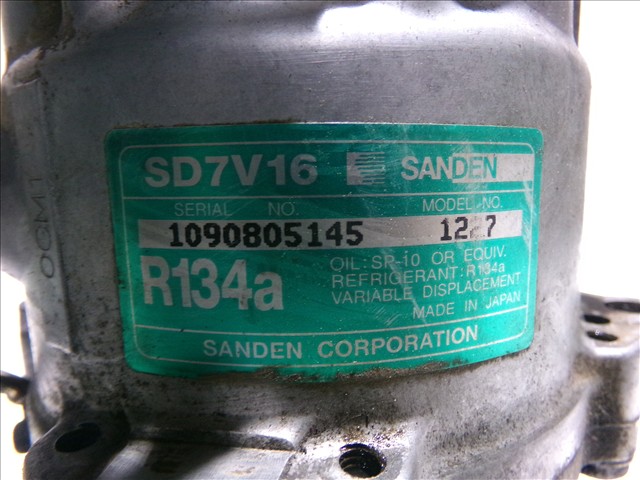 SD7V16 SANDEN
SERIAL NO. MODEL NO.
1090805145
R134a
OIL: SP-10 OR EQUIV.
REFRIGERANT: R134a
VARIABLE DISPLACEMENT
MADE IN JAPAN
SANDEN CORPORATION